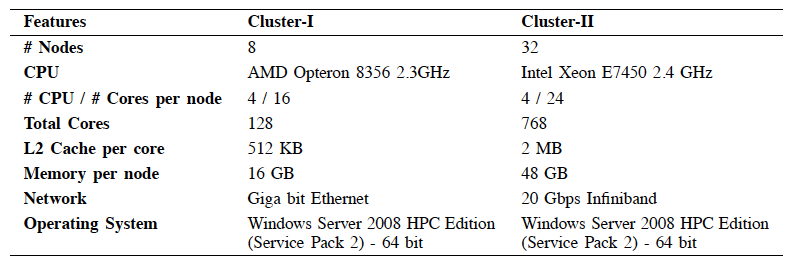 Features Cluster-I Cluster-II
# Nodes 8 32
CPU AMD Opteron 8356 2.3GHz Intel Xeon E7450 2.4 GHz
# CPU / # Cores per node 4 / 16 4 / 24
Total Cores 128 768
L2 Cache per core 512 KB 2 MB
Memory per node 16 GB 48 GB
Network Giga bit Ethernet 20 Gbps Infiniband
Operating System Windows Server 2008 HPC Edition Windows Server 2008 HPC Edition
(Service Pack 2) - 64 bit (Service Pack 2) - 64 bit